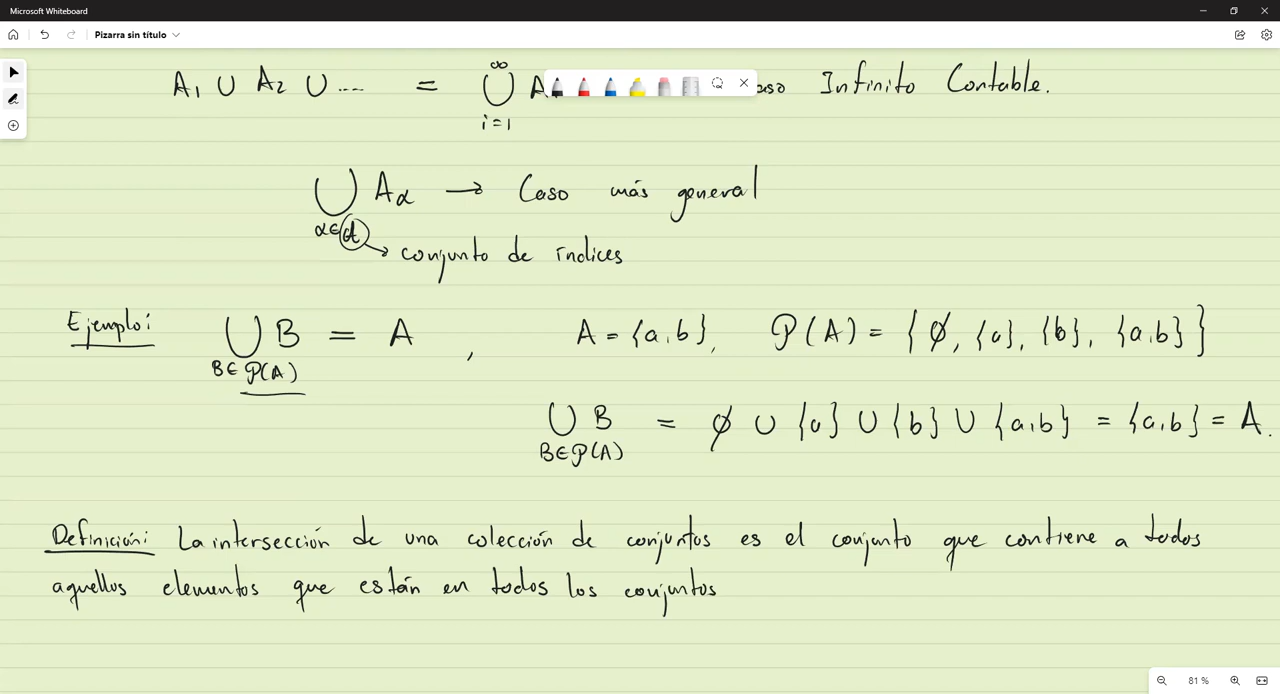 Microsoft Whiteboard
Pizarra sin título
A₁ ∪ A₂ ∪ .... = ∞ ⋃ i=1 A Infinito Contable.
⋃ α∈𝒜 Aα → Caso más general
→ conjunto de índices
Ejemplo: ⋃ B∈𝒫(A) B = A , A = {a,b}, 𝒫(A) = {∅, {a}, {b}, {a,b}}
⋃ B∈𝒫(A) B = ∅ ∪ {a} ∪ {b} ∪ {a,b} = {a,b} = A.
Definición: La intersección de una colección de conjuntos es el conjunto que contiene a todos
aquellos elementos que están en todos los conjuntos
81 %